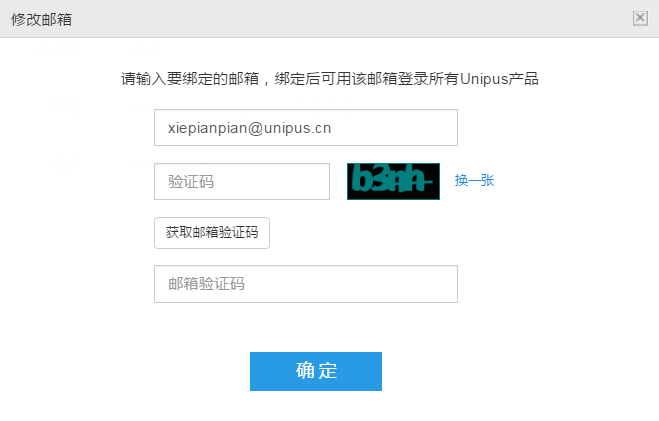 修改邮箱
请输入要绑定的邮箱，绑定后可用该邮箱登录所有Unipus产品
xiepianpian@unipus.cn
验证码
换一张
获取邮箱验证码
邮箱验证码
确定